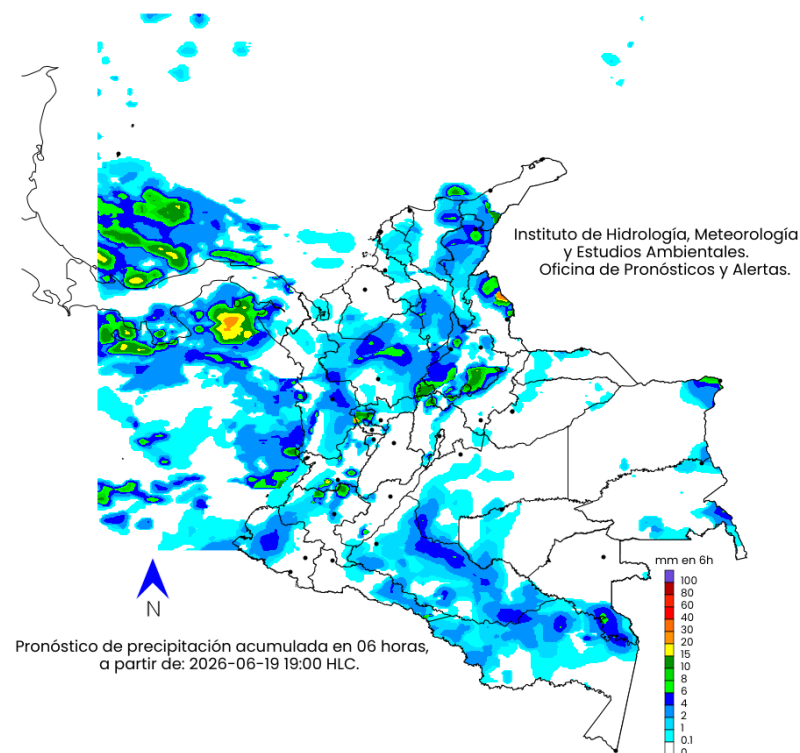 Instituto de Hidrología, Meteorología
y Estudios Ambientales.
Oficina de Pronósticos y Alertas.
mm en 6h
100
80
60
40
30
20
15
10
8
6
4
2
1
0.1
0
N
Pronóstico de precipitación acumulada en 06 horas,
a partir de: 2026-06-19 19:00 HLC.